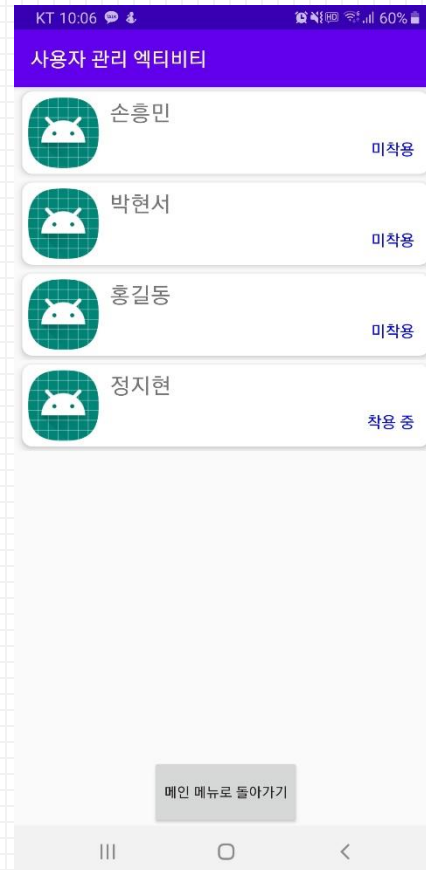 KT 10:06 60%
사용자 관리 엑티비티
손흥민
미착용
박현서
미착용
홍길동
미착용
정지현
착용 중
메인 메뉴로 돌아가기